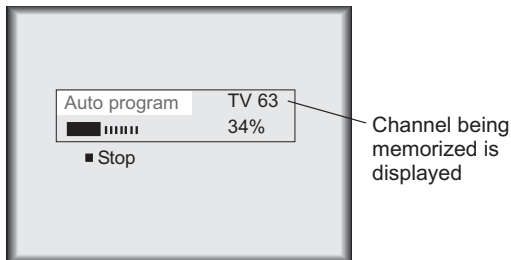 Auto program TV 63
34%
■ Stop
Channel being
memorized is
displayed